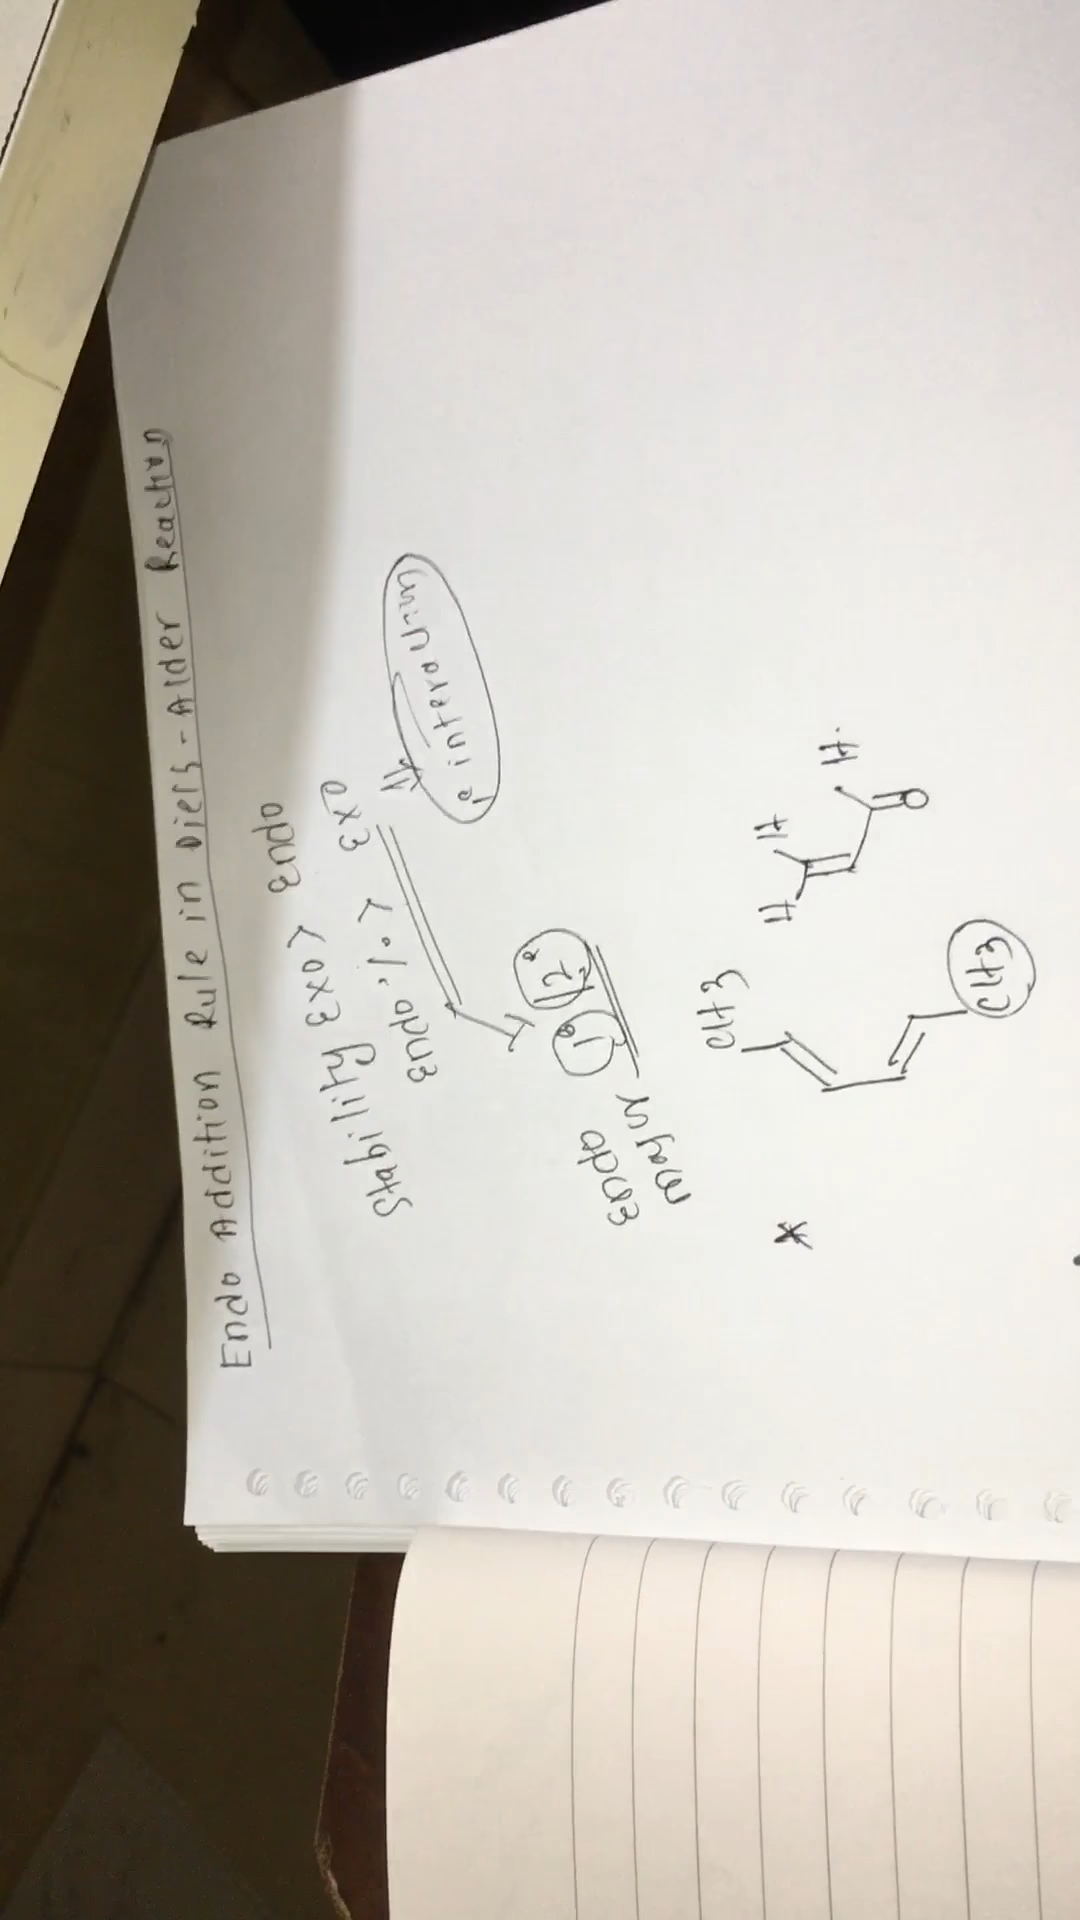 Endo Addition Rule in Diels-Alder Reaction
Stability Exo > Endo
Endo % > Exo
1° interaction
1° 2°
Endo
major
* CH3
CH3
H H
H
O